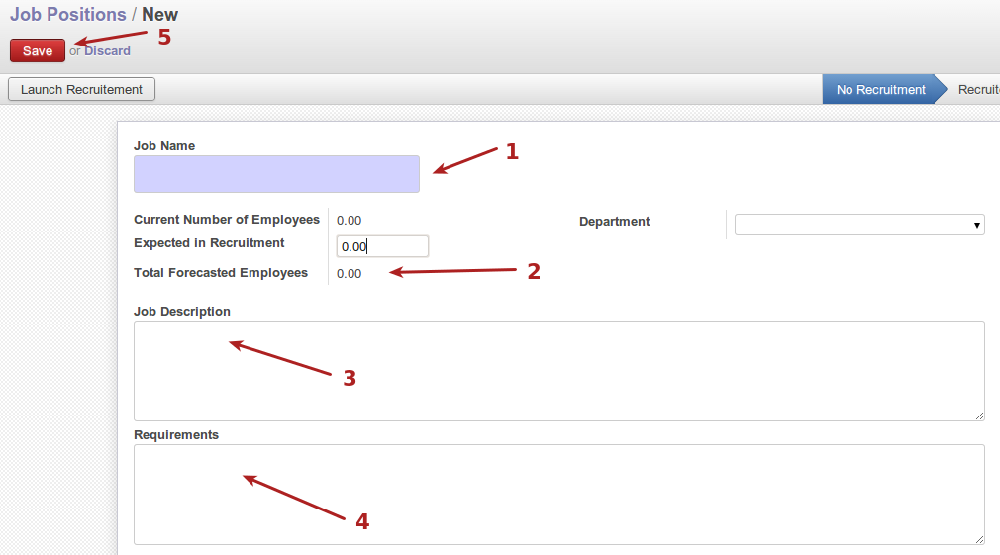 Job Positions / New
5
Save or Discard
Launch Recruitement
No Recruitment
Recruit
Job Name
1
Current Number of Employees 0.00
Department
Expected in Recruitment 0.00
Total Forecasted Employees 0.00
2
Job Description
3
Requirements
4